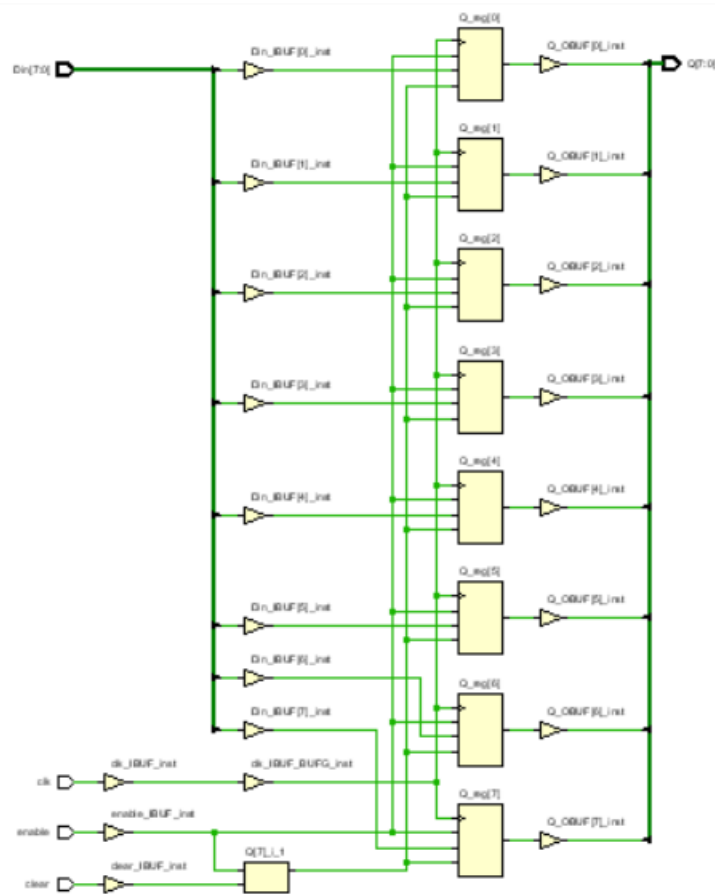 Q_reg[0]
Din_IBUF[0]_inst
Q_OBUF[0]_inst
Din[7:0]
Q[7:0]
Q_reg[1]
Din_IBUF[1]_inst
Q_OBUF[1]_inst
Q_reg[2]
Din_IBUF[2]_inst
Q_OBUF[2]_inst
Q_reg[3]
Din_IBUF[3]_inst
Q_OBUF[3]_inst
Q_reg[4]
Din_IBUF[4]_inst
Q_OBUF[4]_inst
Q_reg[5]
Din_IBUF[5]_inst
Q_OBUF[5]_inst
Din_IBUF[6]_inst
Q_reg[6]
Din_IBUF[7]_inst
Q_OBUF[6]_inst
clk_IBUF_inst
clk_IBUF_BUFG_inst
clk
Q_reg[7]
enable_IBUF_inst
Q_OBUF[7]_inst
enable
Q[7]_i_1
clear_IBUF_inst
clear